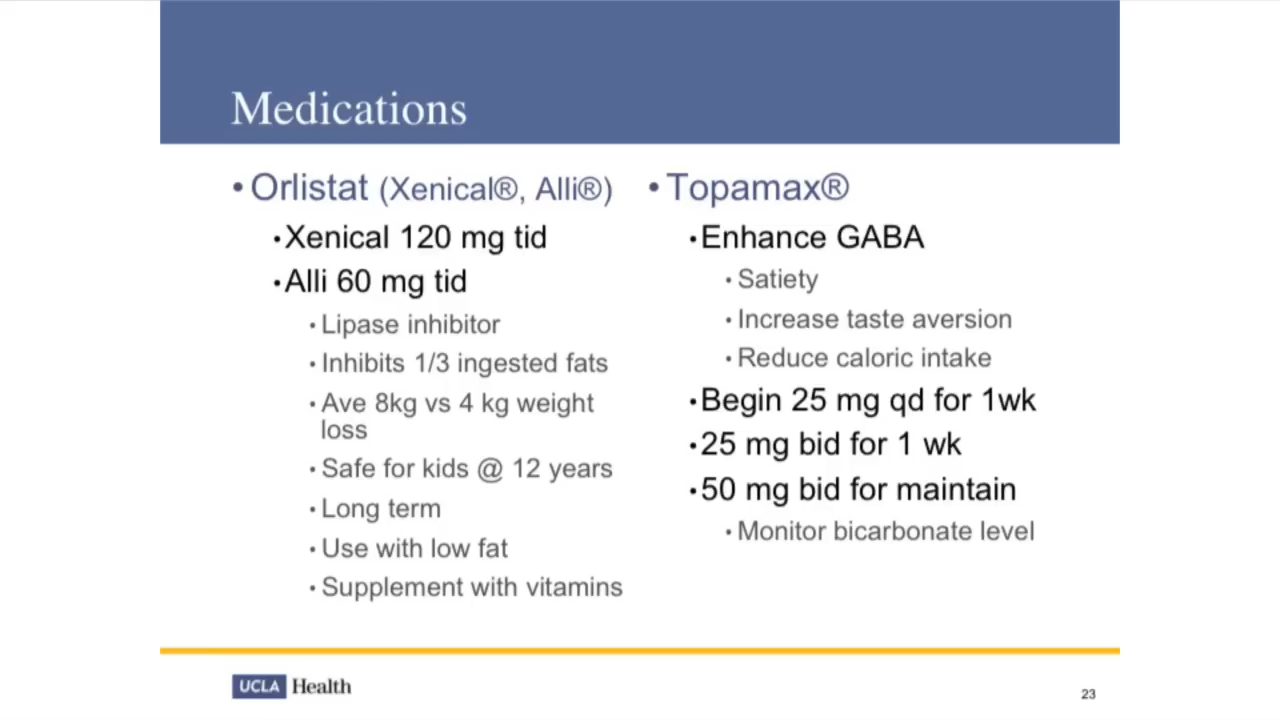 Medications
• Orlistat (Xenical®, Alli®)
• Xenical 120 mg tid
• Alli 60 mg tid
• Lipase inhibitor
• Inhibits 1/3 ingested fats
• Ave 8kg vs 4 kg weight
loss
• Safe for kids @ 12 years
• Long term
• Use with low fat
• Supplement with vitamins
• Topamax®
• Enhance GABA
• Satiety
• Increase taste aversion
• Reduce caloric intake
• Begin 25 mg qd for 1wk
• 25 mg bid for 1 wk
• 50 mg bid for maintain
• Monitor bicarbonate level
UCLA Health
23